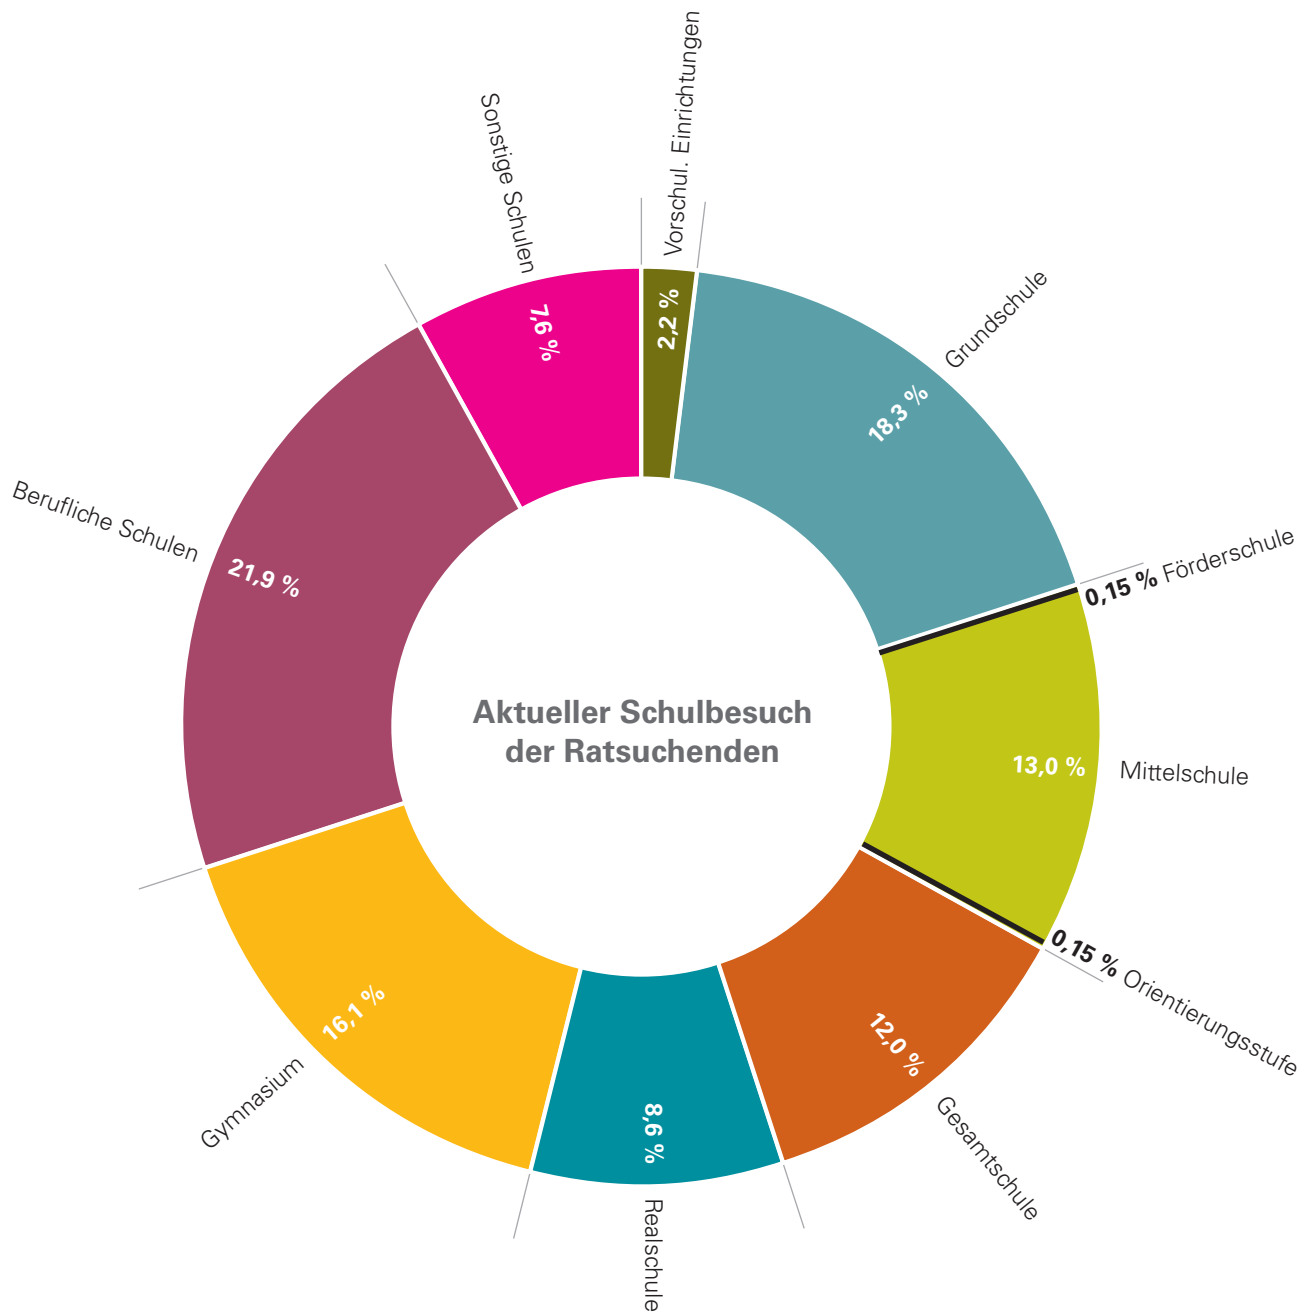 Aktueller Schulbesuch
der Ratsuchenden
Vorschul. Einrichtungen
2,2 %
Grundschule
18,3 %
0,15 % Förderschule
Mittelschule
13,0 %
0,15 % Orientierungsstufe
Gesamtschule
12,0 %
Realschule
8,6 %
Gymnasium
16,1 %
Berufliche Schulen
21,9 %
Sonstige Schulen
7,6 %